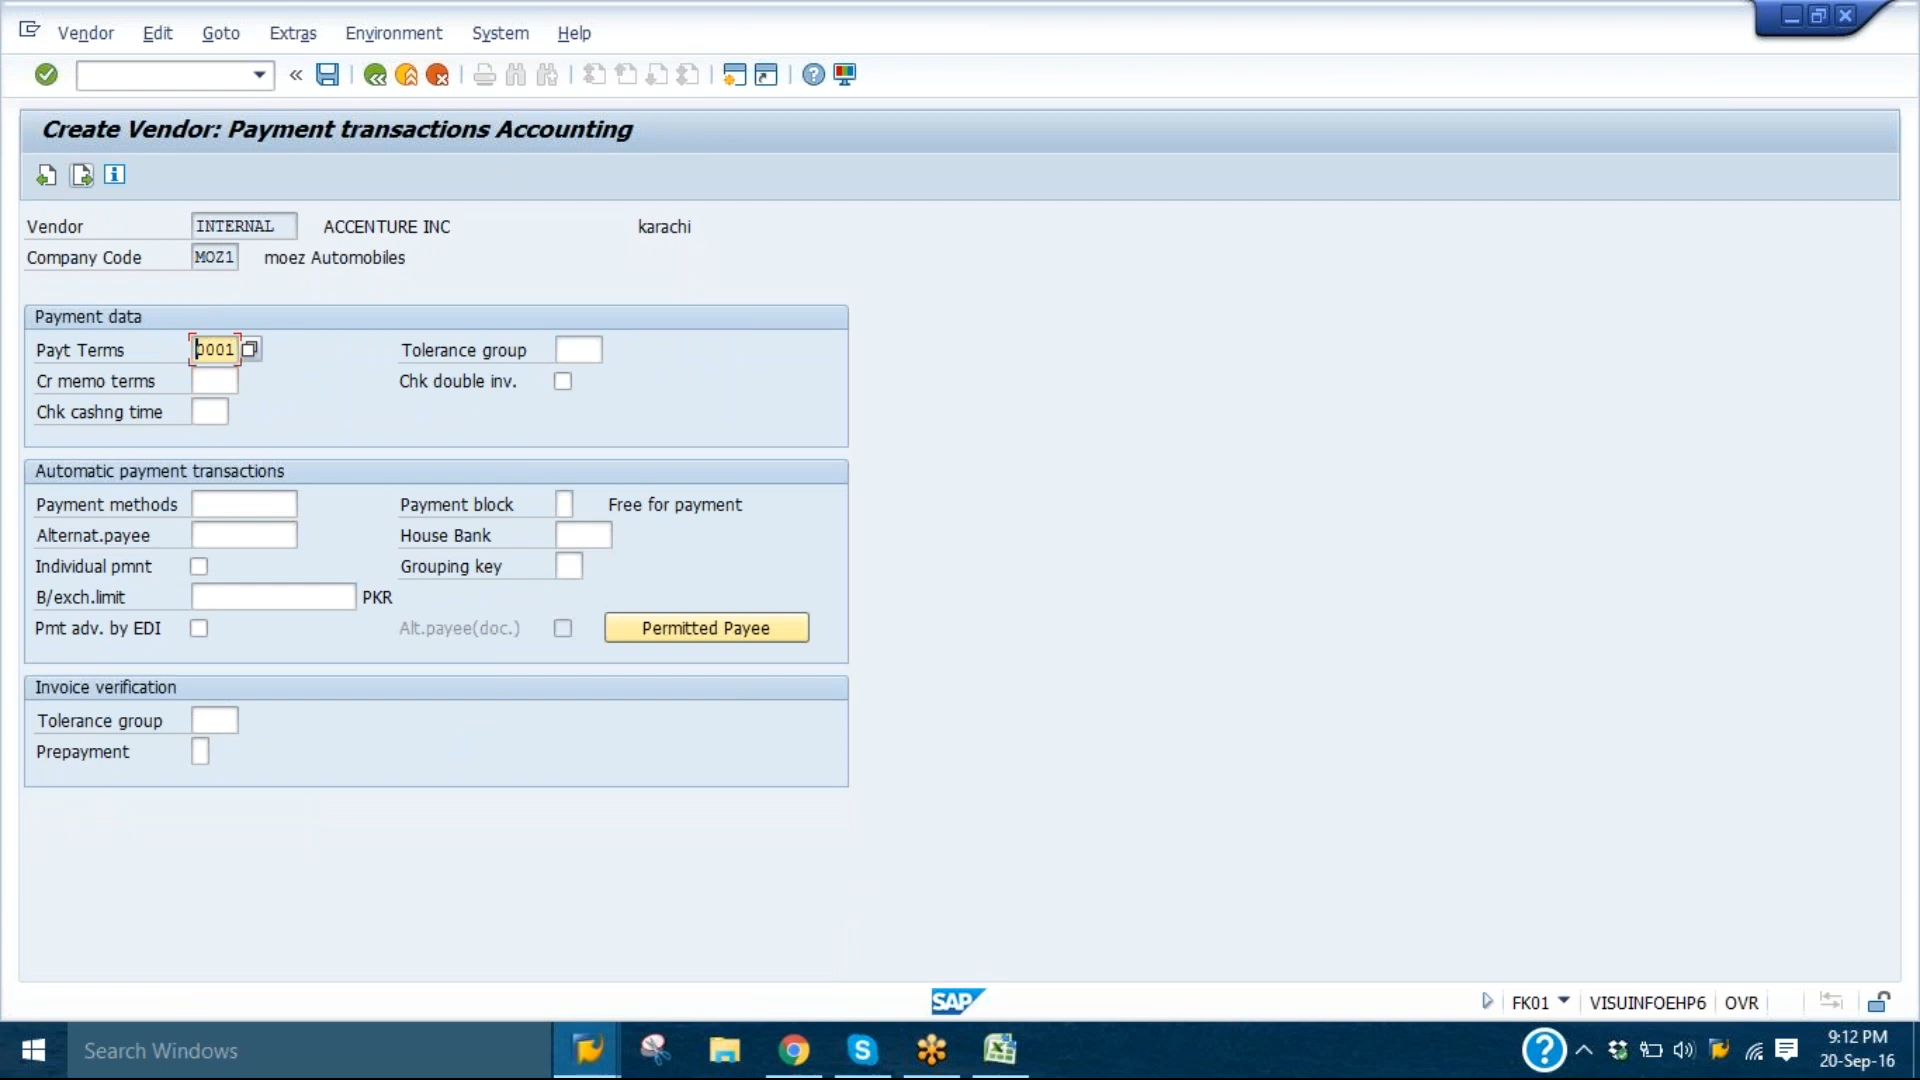 Vendor Edit Goto Extras Environment System Help
Create Vendor: Payment transactions Accounting
Vendor INTERNAL ACCENTURE INC karachi
Company Code MOZ1 moez Automobiles
Payment data
Payt Terms 0001 Tolerance group
Cr memo terms Chk double inv.
Chk cashng time
Automatic payment transactions
Payment methods Payment block Free for payment
Alternat.payee House Bank
Individual pmnt Grouping key
B/exch.limit PKR
Pmt adv. by EDI Alt.payee(doc.) Permitted Payee
Invoice verification
Tolerance group
Prepayment
SAP FK01 VISUINFOEHP6 OVR
Search Windows 9:12 PM
20-Sep-16